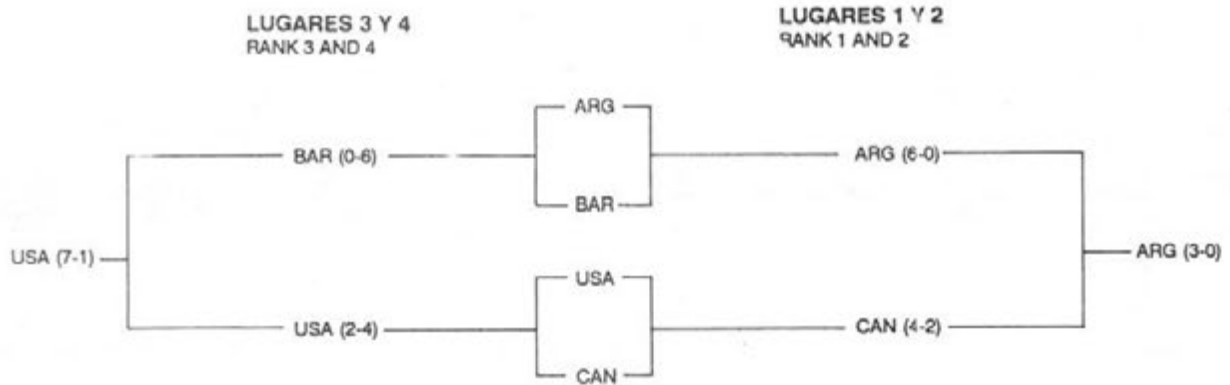 LUGARES 3 Y 4
RANK 3 AND 4
LUGARES 1 Y 2
RANK 1 AND 2
ARG
BAR (0-6)
ARG (6-0)
BAR
USA (7-1)
ARG (3-0)
USA
USA (2-4)
CAN (4-2)
CAN